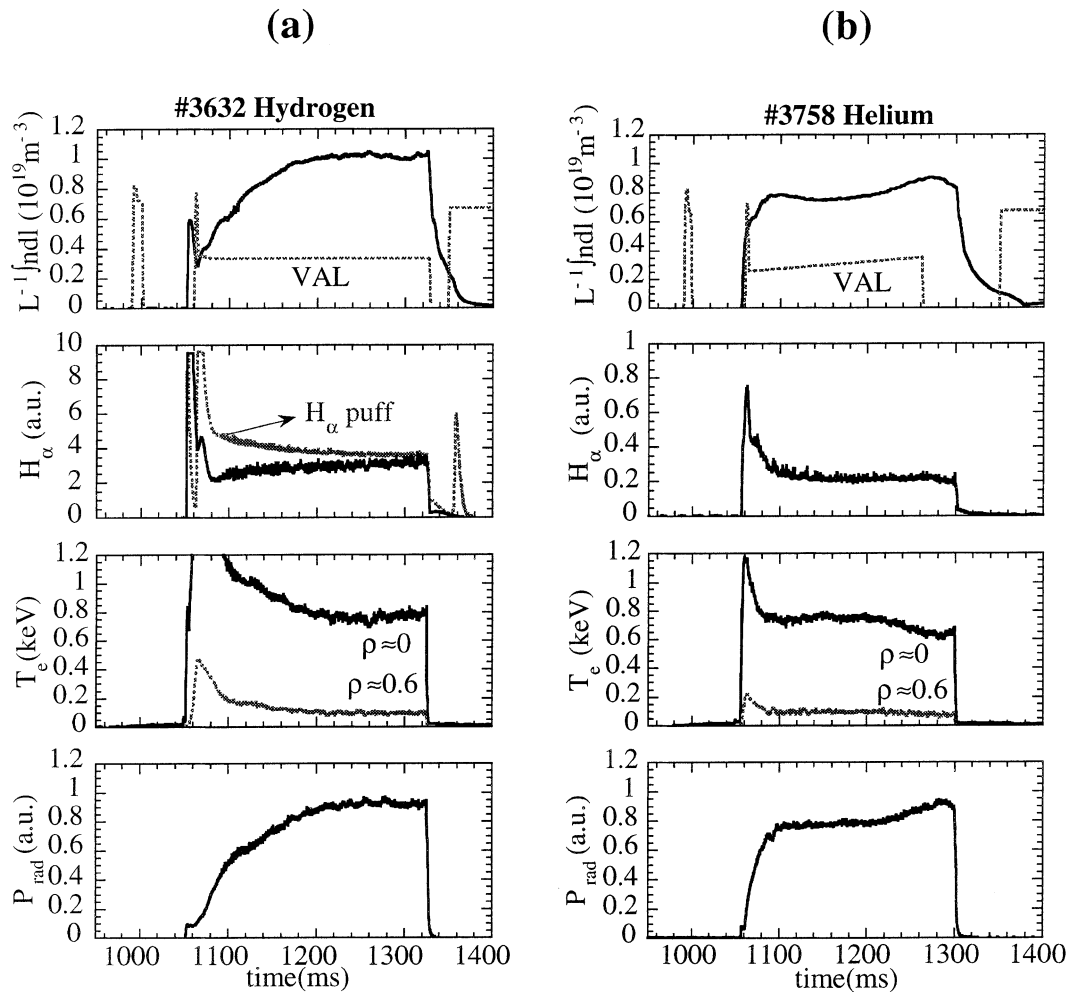 (a)
#3632 Hydrogen
L⁻¹∫ndl (10¹⁹m⁻³)
1.2
1
0.8
0.6
0.4
0.2
0
VAL
Hα (a.u.)
10
8
6
4
2
0
Hα puff
Te(keV)
1.2
1
0.8
0.6
0.4
0.2
0
ρ≈0
ρ≈0.6
Prad (a.u.)
1.2
1
0.8
0.6
0.4
0.2
0
1000 1100 1200 1300 1400
time(ms)
(b)
#3758 Helium
L⁻¹∫ndl (10¹⁹m⁻³)
1.2
1
0.8
0.6
0.4
0.2
0
VAL
Hα (a.u.)
1
0.8
0.6
0.4
0.2
0
Te(keV)
1.2
1
0.8
0.6
0.4
0.2
0
ρ≈0
ρ≈0.6
Prad (a.u.)
1.2
1
0.8
0.6
0.4
0.2
0
1000 1100 1200 1300 1400
time(ms)